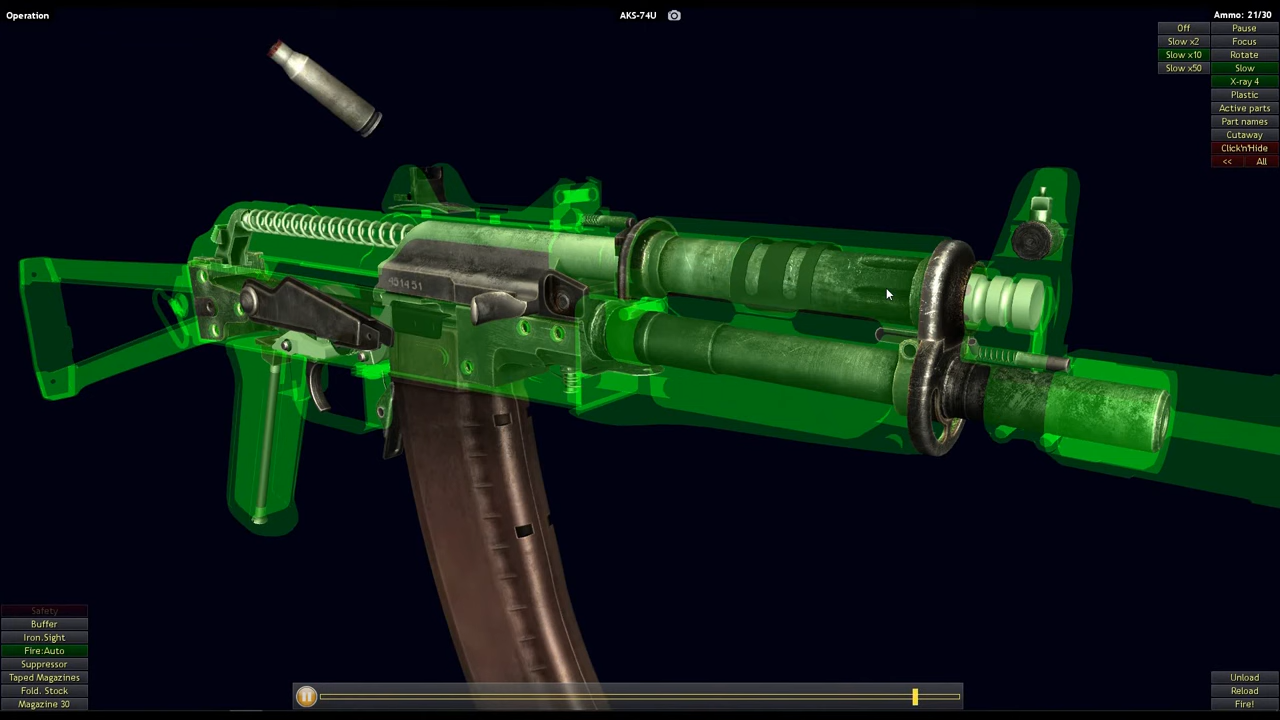 Operation
AKS-74U
Ammo: 21/30
Off
Pause
Slow x2
Focus
Slow x10
Rotate
Slow x50
Slow
X-ray 4
Plastic
Active parts
Part names
Cutaway
Click'n'Hide
<<
All
451451
Safety
Buffer
Iron.Sight
Fire:Auto
Suppressor
Taped Magazines
Fold. Stock
Magazine 30
Unload
Reload
Fire!